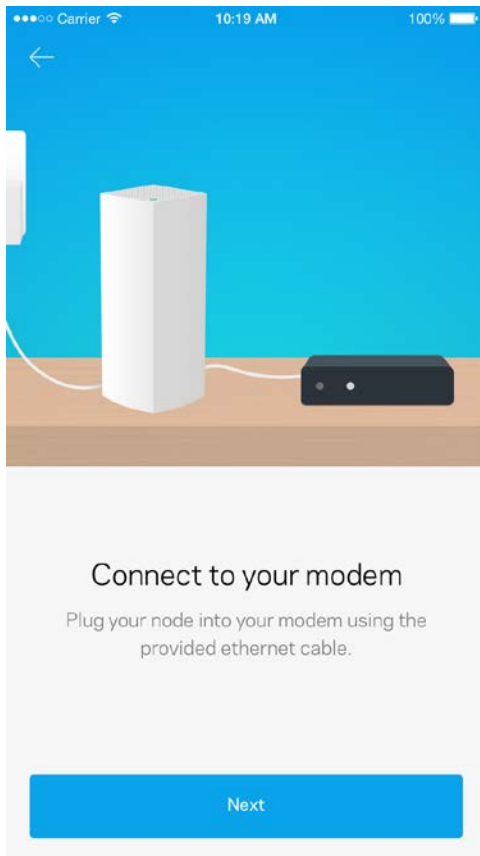 Carrier 10:19 AM 100%
Connect to your modem
Plug your node into your modem using the
provided ethernet cable.
Next